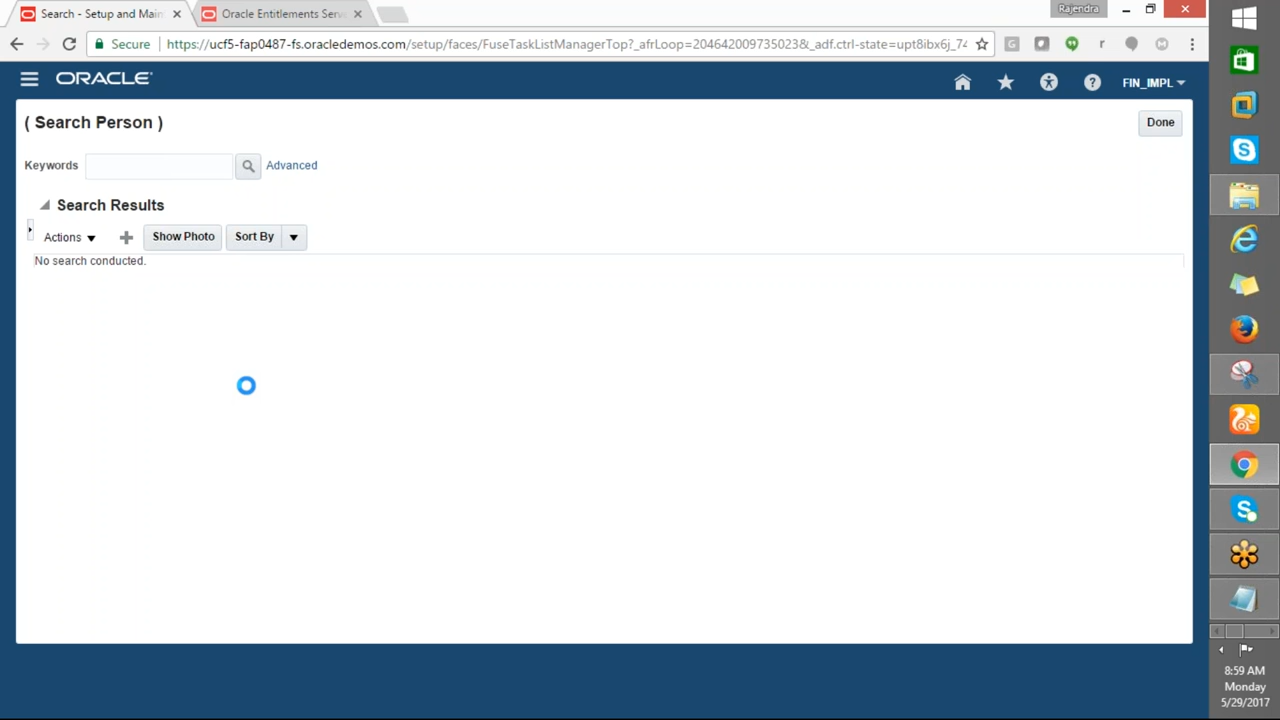 Search - Setup and Main
Oracle Entitlements Serv
Rajendra
Secure
https://ucf5-fap0487-fs.oracledemos.com/setup/faces/FuseTaskListManagerTop?_afrLoop=204642009735023&_adf.ctrl-state=upt8ibx6j_74
ORACLE
FIN_IMPL
( Search Person )
Done
Keywords
Advanced
Search Results
Actions
Show Photo
Sort By
No search conducted.
8:59 AM
Monday
5/29/2017